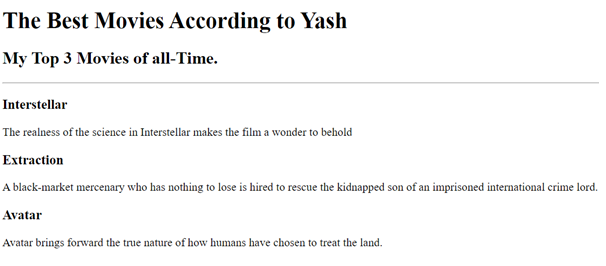 The Best Movies According to Yash
My Top 3 Movies of all-Time.
Interstellar
The realness of the science in Interstellar makes the film a wonder to behold
Extraction
A black-market mercenary who has nothing to lose is hired to rescue the kidnapped son of an imprisoned international crime lord.
Avatar
Avatar brings forward the true nature of how humans have chosen to treat the land.